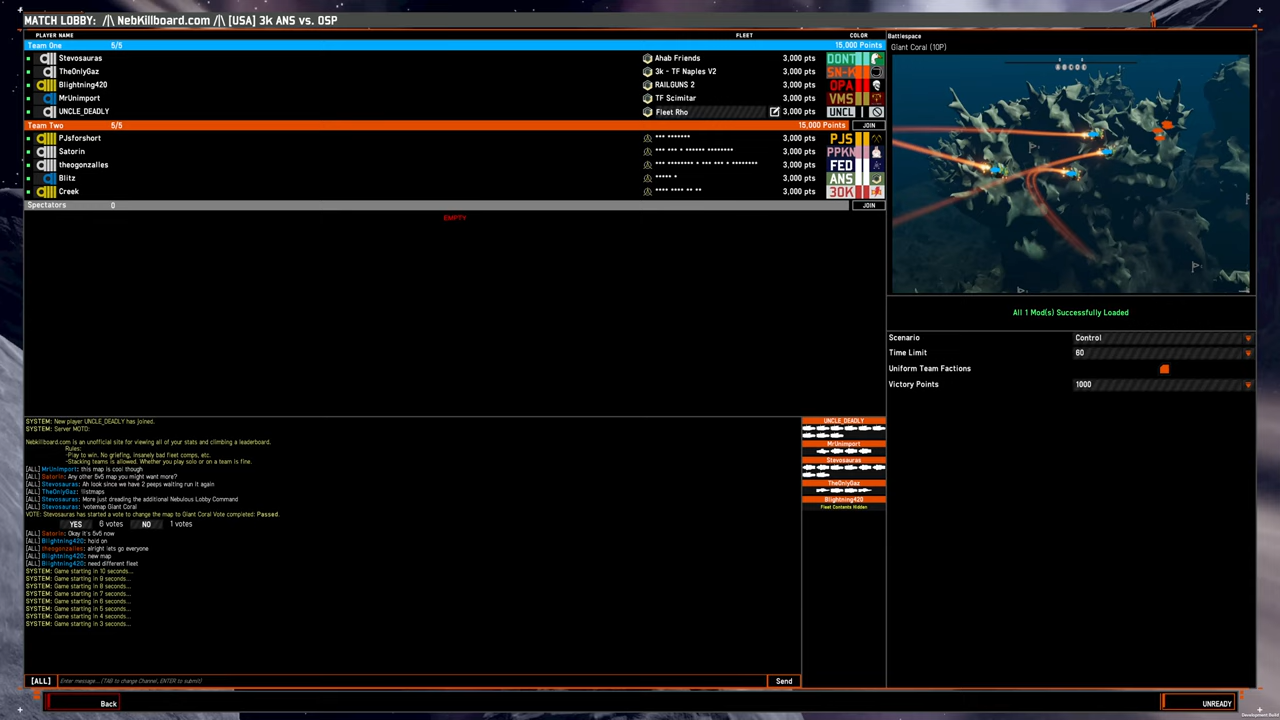 MATCH LOBBY: /|\ NebKillboard.com /|\ [USA] 3k ANS vs. OSP
PLAYER NAME FLEET COLOR
Team One 5/5 15,000 Points
Stevosauras Ahab Friends 3,000 pts DONT
TheOnlyGaz 3k - TF Naples V2 3,000 pts SN-K
Blightning420 RAILGUNS 2 3,000 pts OPA
MrUnimport TF Scimitar 3,000 pts VMS
UNCLE_DEADLY Fleet Rho 3,000 pts UNCL
Team Two 5/5 15,000 Points JOIN
PJsforshort *** ******* 3,000 pts PJS
Satorin *** *** * ****** ******** 3,000 pts PPKN
theogonzalles *** ******** * *** *** * ******** 3,000 pts FED
Blitz ***** * 3,000 pts ANS
Creek **** **** ** ** 3,000 pts 30K
Spectators 0 JOIN
EMPTY
Battlespace
Giant Coral (10P)
All 1 Mod(s) Successfully Loaded
Scenario Control
Time Limit 60
Uniform Team Factions
Victory Points 1000
SYSTEM: New player UNCLE_DEADLY has joined.
SYSTEM: Server MOTD:
Nebkillboard.com is an unofficial site for viewing all of your stats and climbing a leaderboard.
Rules:
-Play to win. No griefing, insanely bad fleet comps, etc.
-Stacking teams is allowed. Whether you play solo or on a team is fine.
[ALL] MrUnimport: this map is cool though
[ALL] Satorin: Any other 5v5 map you might want more?
[ALL] Stevosauras: Ah look since we have 2 peeps waiting run it again
[ALL] TheOnlyGaz: !listmaps
[ALL] Stevosauras: More just dreading the additional Nebulous Lobby Command
[ALL] Stevosauras: !votemap Giant Coral
VOTE: Stevosauras has started a vote to change the map to Giant Coral Vote completed: Passed.
YES 6 votes NO 1 votes
[ALL] Satorin: Okay it's 5v5 now
[ALL] Blightning420: hold on
[ALL] theogonzalles: alright lets go everyone
[ALL] Blightning420: new map
[ALL] Blightning420: need different fleet
SYSTEM: Game starting in 10 seconds...
SYSTEM: Game starting in 9 seconds...
SYSTEM: Game starting in 8 seconds...
SYSTEM: Game starting in 7 seconds...
SYSTEM: Game starting in 6 seconds...
SYSTEM: Game starting in 5 seconds...
SYSTEM: Game starting in 4 seconds...
SYSTEM: Game starting in 3 seconds...
UNCLE_DEADLY
MrUnimport
Stevosauras
TheOnlyGaz
Blightning420
Fleet Contents Hidden
[ALL] Enter message... (TAB to change Channel, ENTER to submit) Send
Back UNREADY
Development Build